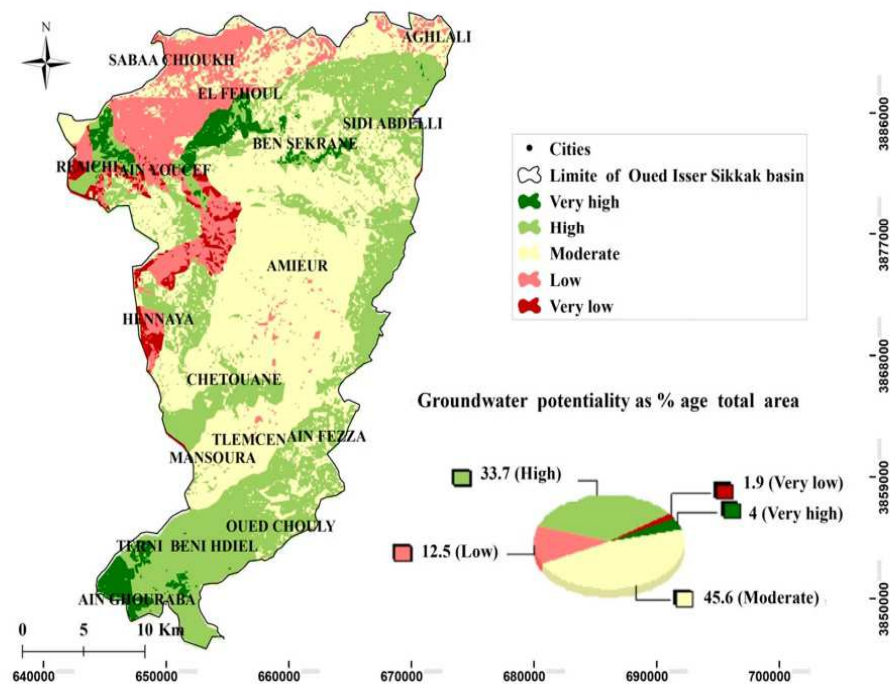 N
AGHLALI
SABAA CHIOUKH
EL FEHOUL
SIDI ABDELLI
BEN SEKRANE
REMCHI
AIN YOUCEF
AMIEUR
HENNAYA
CHETOUANE
TLEMCEN
AIN FEZZA
MANSOURA
OUED CHOULY
TERNI BENI HDIEL
AIN GHOURABA
Cities
Limite of Oued Isser Sikkak basin
Very high
High
Moderate
Low
Very low
Groundwater potentiality as % age total area
33.7 (High)
1.9 (Very low)
4 (Very high)
12.5 (Low)
45.6 (Moderate)
3886000
3877000
3868000
3859000
3850000
0 5 10 Km
640000 650000 660000 670000 680000 690000 700000